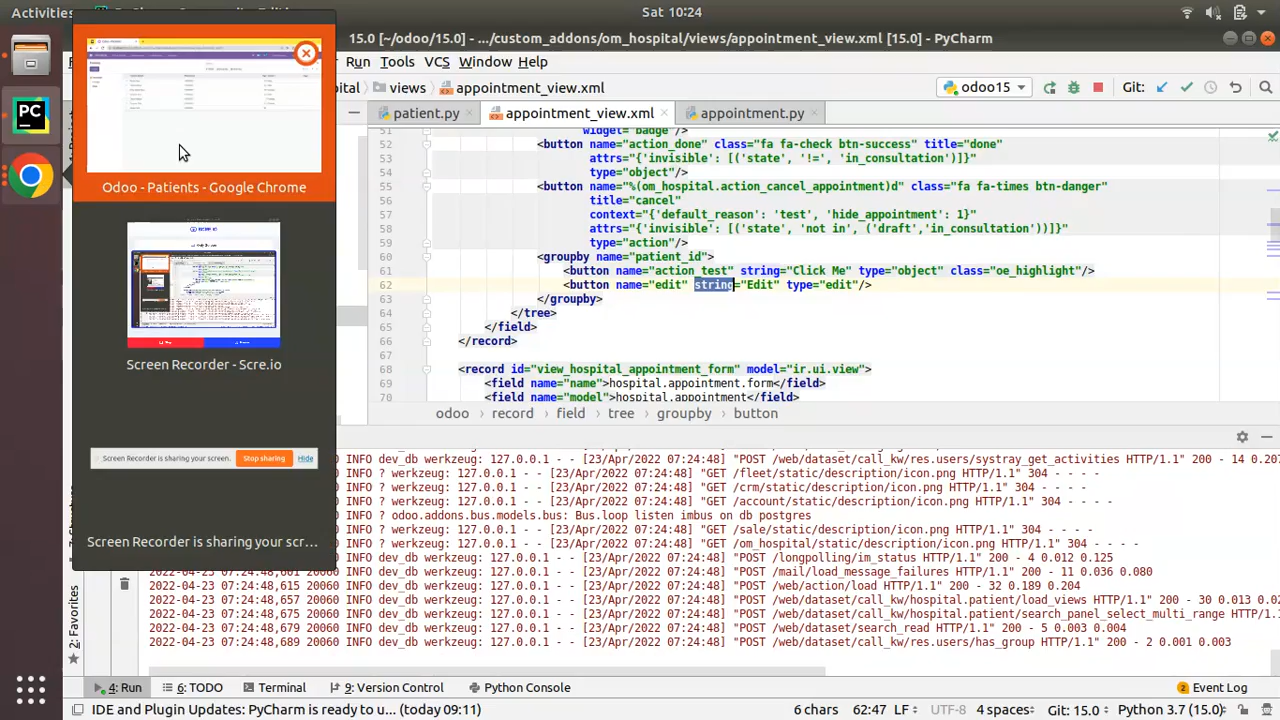 Activities
Sat 10:24
15.0 [~/odoo/15.0] - .../custom_addons/om_hospital/views/appointment_view.xml [15.0] - PyCharm
Run Tools VCS Window Help
views appointment_view.xml
odoo15
Git:
patient.py appointment_view.xml appointment.py
51 widget="badge"/>
52 <button name="action_done" class="fa fa-check btn-success" title="done"
53 attrs="{'invisible': [('state', '!=', 'in_consultation')]}"
54 type="object"/>
55 <button name="%(om_hospital.action_cancel_appointment)d" class="fa fa-times btn-danger"
56 title="cancel"
57 context="{'default_reason': 'test', 'hide_appointment': 1}"
58 attrs="{'invisible': [('state', 'not in', ('draft','in_consultation'))]}"
59 type="action"/>
60 <groupby name="patient_id">
61 <button name="action_test" string="Click Me" type="object" class="oe_highlight"/>
62 <button name="edit" string="Edit" type="edit"/>
63 </groupby>
64 </tree>
65 </field>
66 </record>
67
68 <record id="view_hospital_appointment_form" model="ir.ui.view">
69 <field name="name">hospital.appointment.form</field>
70 <field name="model">hospital.appointment</field>
odoo record field tree groupby button
Odoo - Patients - Google Chrome
Screen Recorder - Scre.io
Screen Recorder is sharing your screen. Stop sharing Hide
Screen Recorder is sharing your scr...
INFO dev_db werkzeug: 127.0.0.1 - - [23/Apr/2022 07:24:48] "POST /web/dataset/call_kw/res.users/systray_get_activities HTTP/1.1" 200 - 14 0.207
INFO ? werkzeug: 127.0.0.1 - - [23/Apr/2022 07:24:48] "GET /fleet/static/description/icon.png HTTP/1.1" 304 - - - -
INFO ? werkzeug: 127.0.0.1 - - [23/Apr/2022 07:24:48] "GET /crm/static/description/icon.png HTTP/1.1" 304 - - - -
INFO ? werkzeug: 127.0.0.1 - - [23/Apr/2022 07:24:48] "GET /account/static/description/icon.png HTTP/1.1" 304 - - - -
INFO ? odoo.addons.bus.models.bus: Bus.loop listen imbus on db postgres
INFO ? werkzeug: 127.0.0.1 - - [23/Apr/2022 07:24:48] "GET /sale/static/description/icon.png HTTP/1.1" 304 - - - -
INFO ? werkzeug: 127.0.0.1 - - [23/Apr/2022 07:24:48] "GET /om_hospital/static/description/icon.png HTTP/1.1" 304 - - - -
INFO dev_db werkzeug: 127.0.0.1 - - [23/Apr/2022 07:24:48] "POST /longpolling/im_status HTTP/1.1" 200 - 4 0.012 0.125
2022-04-23 07:24:48,601 20060 INFO dev_db werkzeug: 127.0.0.1 - - [23/Apr/2022 07:24:48] "POST /mail/load_message_failures HTTP/1.1" 200 - 11 0.036 0.080
2022-04-23 07:24:48,615 20060 INFO dev_db werkzeug: 127.0.0.1 - - [23/Apr/2022 07:24:48] "POST /web/action/load HTTP/1.1" 200 - 32 0.189 0.204
2022-04-23 07:24:48,657 20060 INFO dev_db werkzeug: 127.0.0.1 - - [23/Apr/2022 07:24:48] "POST /web/dataset/call_kw/hospital.patient/load_views HTTP/1.1" 200 - 30 0.013
2022-04-23 07:24:48,675 20060 INFO dev_db werkzeug: 127.0.0.1 - - [23/Apr/2022 07:24:48] "POST /web/dataset/call_kw/hospital.patient/search_panel_select_multi_range HTTP/1.
2022-04-23 07:24:48,679 20060 INFO dev_db werkzeug: 127.0.0.1 - - [23/Apr/2022 07:24:48] "POST /web/dataset/search_read HTTP/1.1" 200 - 5 0.003 0.004
2022-04-23 07:24:48,689 20060 INFO dev_db werkzeug: 127.0.0.1 - - [23/Apr/2022 07:24:48] "POST /web/dataset/call_kw/res.users/has_group HTTP/1.1" 200 - 2 0.001 0.003
2: Favorites
4: Run 6: TODO Terminal 9: Version Control Python Console 2 Event Log
IDE and Plugin Updates: PyCharm is ready to u... (today 09:11) 6 chars 62:47 LF UTF-8 4 spaces Git: 15.0 Python 3.7 (15.0)